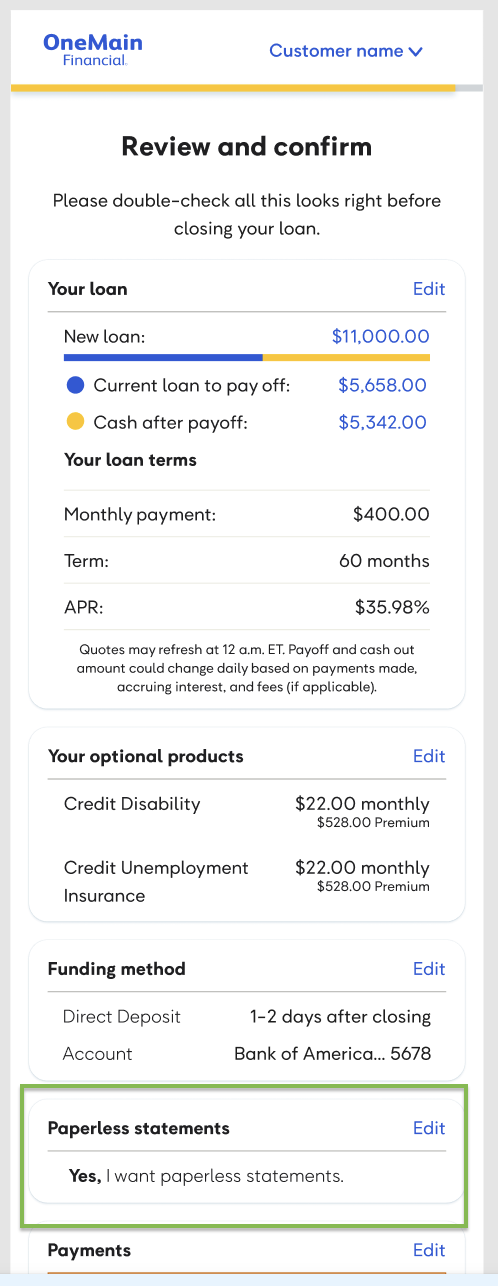 OneMain
Financial.
Customer name
Review and confirm
Please double-check all this looks right before
closing your loan.
Your loan Edit
New loan: $11,000.00
Current loan to pay off: $5,658.00
Cash after payoff: $5,342.00
Your loan terms
Monthly payment: $400.00
Term: 60 months
APR: $35.98%
Quotes may refresh at 12 a.m. ET. Payoff and cash out
amount could change daily based on payments made,
accruing interest, and fees (if applicable).
Your optional products Edit
Credit Disability $22.00 monthly
$528.00 Premium
Credit Unemployment $22.00 monthly
Insurance $528.00 Premium
Funding method Edit
Direct Deposit 1-2 days after closing
Account Bank of America... 5678
Paperless statements Edit
Yes, I want paperless statements.
Payments Edit